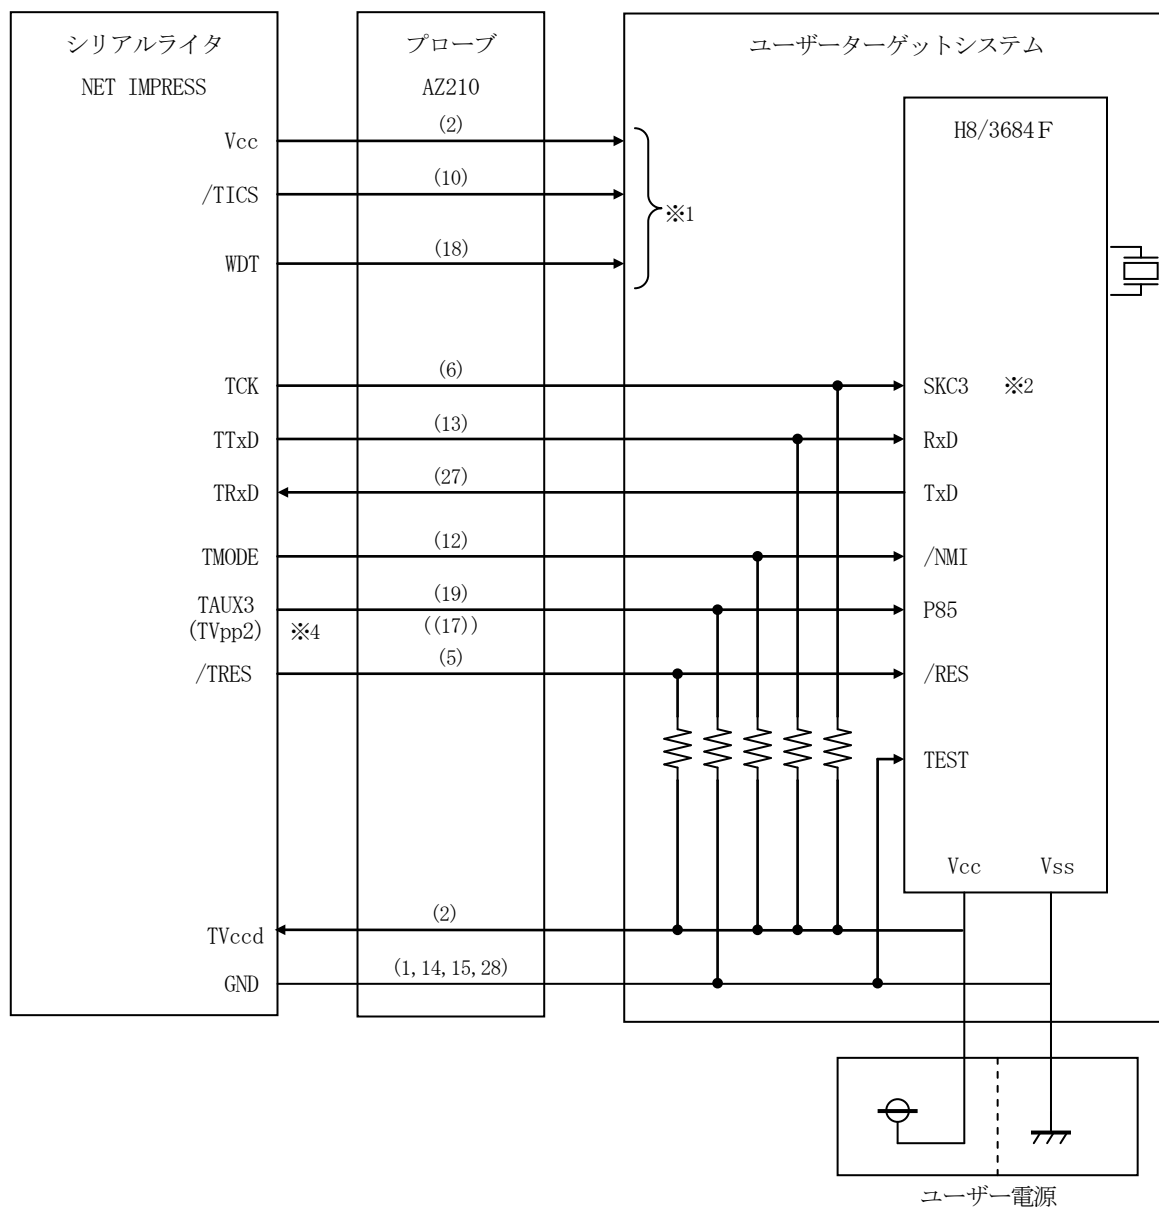 シリアルライタ
NET IMPRESS
プローブ
AZ210
ユーザーターゲットシステム
H8/3684F
Vcc
(2)
/TICS
(10)
※1
WDT
(18)
TCK
(6)
SKC3
※2
TTxD
(13)
RxD
TRxD
(27)
TxD
TMODE
(12)
/NMI
TAUX3
(19)
P85
(TVpp2)
※4
((17))
/TRES
(5)
/RES
TEST
Vcc
Vss
TVccd
(2)
GND
(1,14,15,28)
ユーザー電源